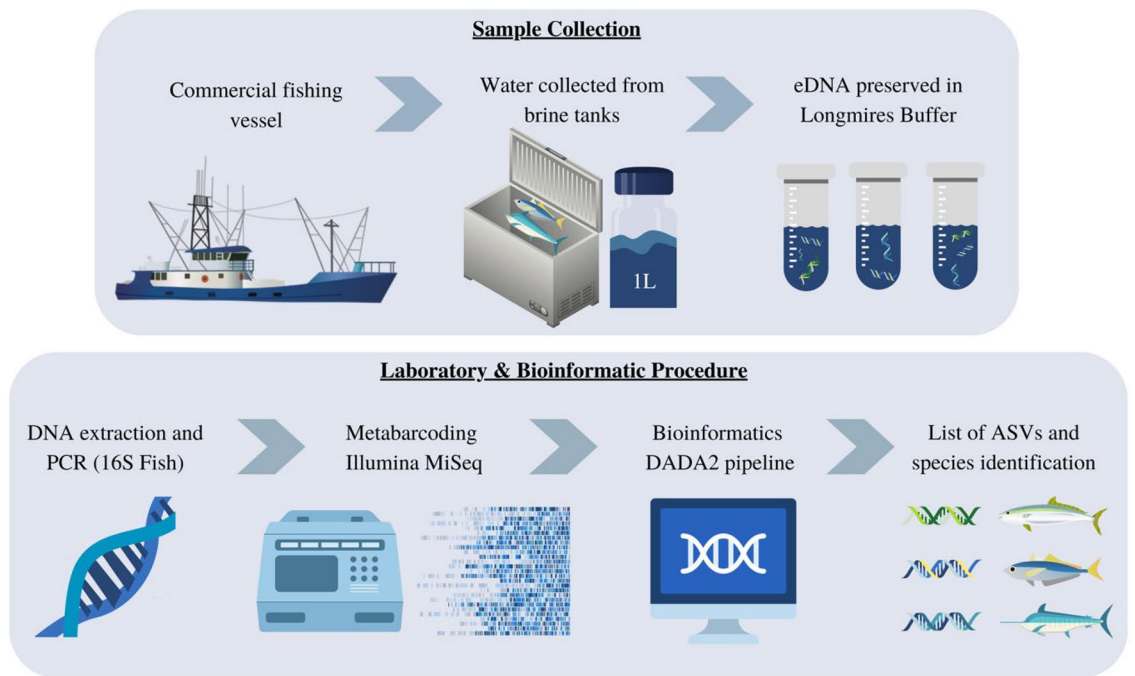 Sample Collection
Commercial fishing
vessel
Water collected from
brine tanks
eDNA preserved in
Longmires Buffer
1L
Laboratory & Bioinformatic Procedure
DNA extraction and
PCR (16S Fish)
Metabarcoding
Illumina MiSeq
Bioinformatics
DADA2 pipeline
List of ASVs and
species identification